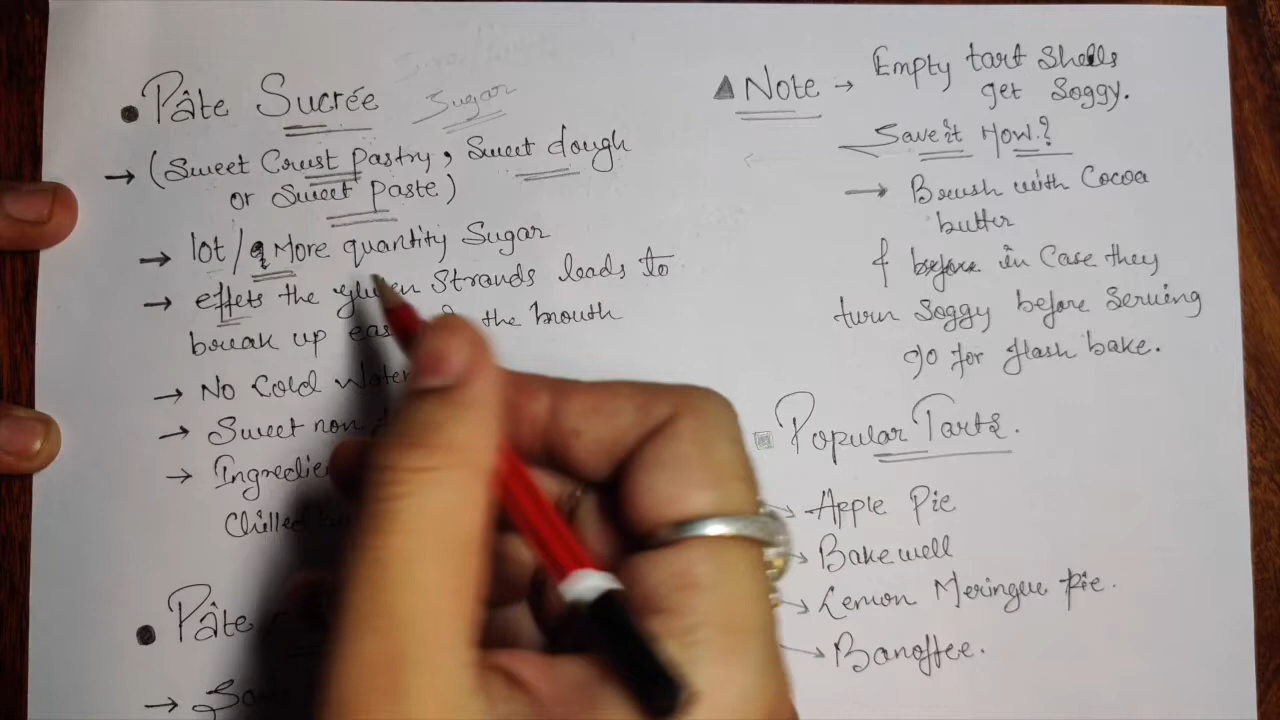 Pâte Sucrée
Sugar
→ (Sweet Crust pastry, Sweet dough
or Sweet paste)
→ lot/ More quantity Sugar
→ effets the gluten Strands leads to
break up the mouth
→ No Cold Water
→ Sweet non
→
Chilled
Pâte
→
▲ Note → Empty tart Shells
get Soggy.
Save it How?
→ Brush with Cocoa
butter
f before in Case they
turn Soggy before Serving
go for flash bake.
Popular Tarts.
→ Apple Pie
→ Bakewell
→ Lemon Meringue Pie.
→ Banoffee.